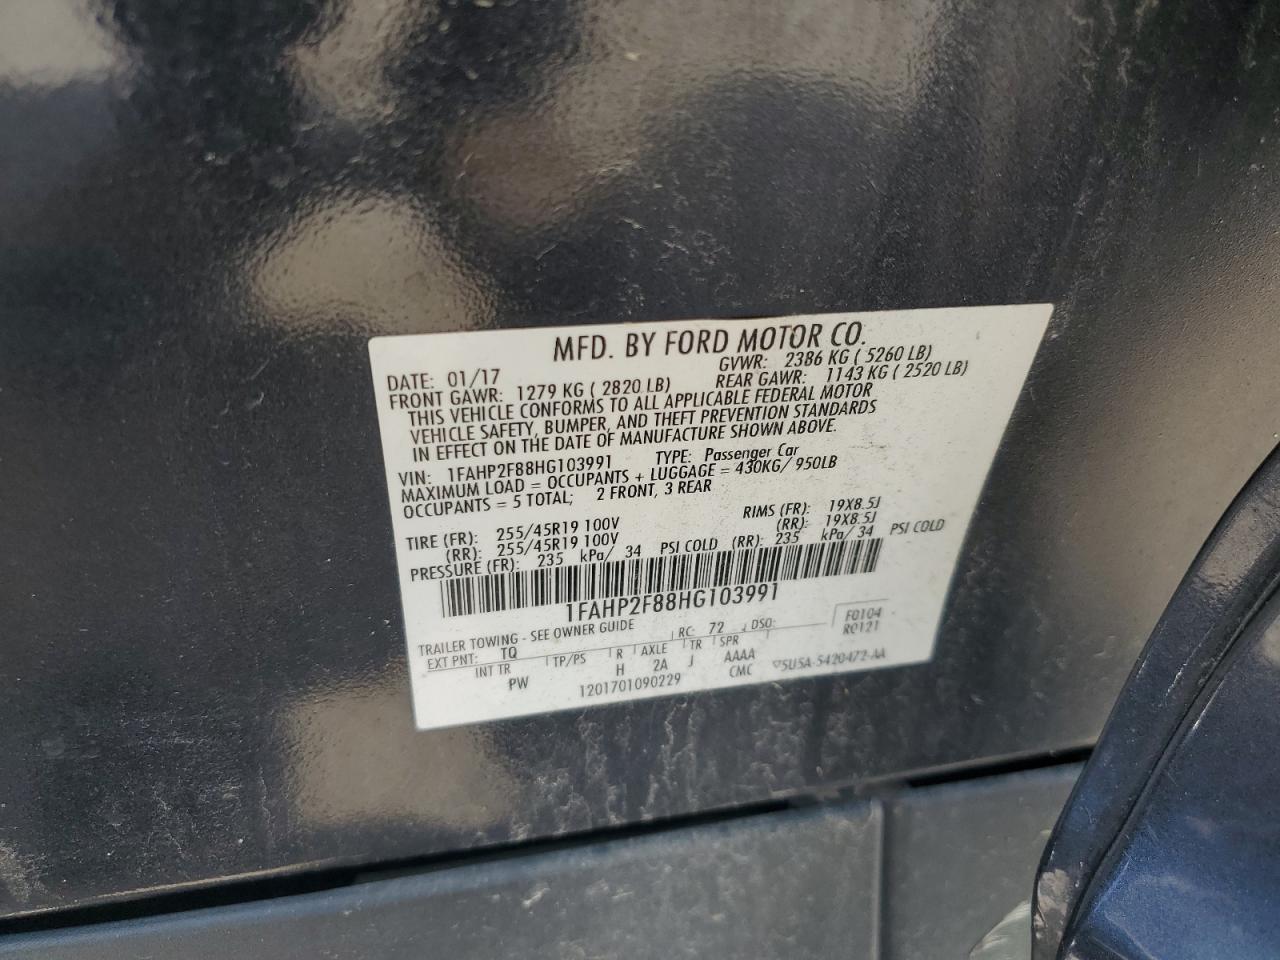 MFD. BY FORD MOTOR CO.
DATE: 01/17 GVWR: 2386 KG ( 5260 LB)
FRONT GAWR: 1279 KG ( 2820 LB) REAR GAWR: 1143 KG ( 2520 LB)
THIS VEHICLE CONFORMS TO ALL APPLICABLE FEDERAL MOTOR
VEHICLE SAFETY, BUMPER, AND THEFT PREVENTION STANDARDS
IN EFFECT ON THE DATE OF MANUFACTURE SHOWN ABOVE.
VIN: 1FAHP2F88HG103991 TYPE: Passenger Car
MAXIMUM LOAD = OCCUPANTS + LUGGAGE = 430KG/ 950LB
OCCUPANTS = 5 TOTAL; 2 FRONT, 3 REAR
TIRE (FR): 255/45R19 100V RIMS (FR): 19X8.5J
(RR): 255/45R19 100V (RR): 19X8.5J
PRESSURE (FR): 235 kPa/ 34 PSI COLD (RR): 235 kPa/ 34 PSI COLD
1FAHP2F88HG103991
TRAILER TOWING - SEE OWNER GUIDE
F0104
R0121
EXT PNT: TQ RC: 72 DSO:
INT TR TP/PS R AXLE TR SPR
PW H 2A J AAAA
1201701090229 CMC
5U5A-5420472-AA